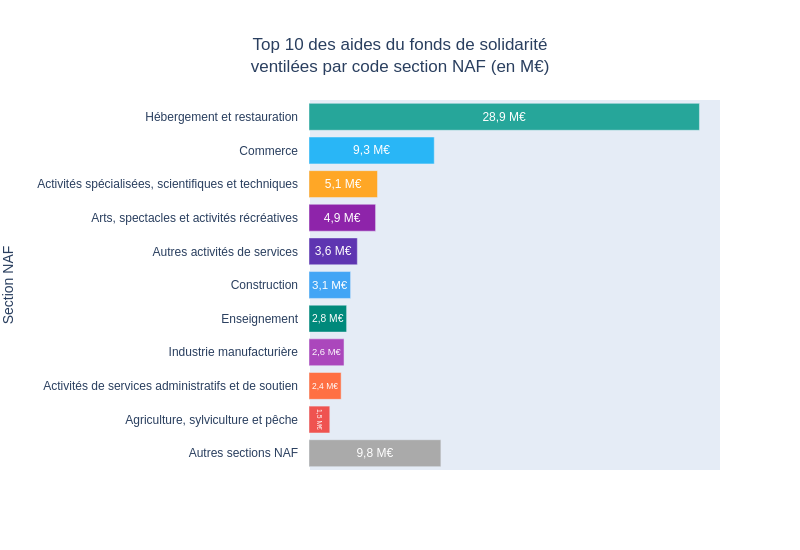 Top 10 des aides du fonds de solidarité
ventilées par code section NAF (en M€)
Section NAF
Hébergement et restauration 28,9 M€
Commerce 9,3 M€
Activités spécialisées, scientifiques et techniques 5,1 M€
Arts, spectacles et activités récréatives 4,9 M€
Autres activités de services 3,6 M€
Construction 3,1 M€
Enseignement 2,8 M€
Industrie manufacturière 2,6 M€
Activités de services administratifs et de soutien 2,4 M€
Agriculture, sylviculture et pêche 1,5 M€
Autres sections NAF 9,8 M€